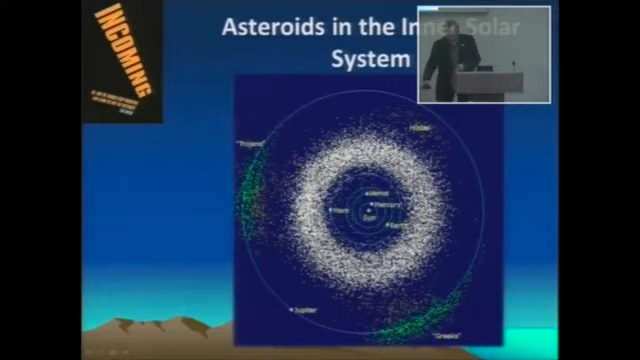 INCOMING
Asteroids in the Inner Solar
System
Hildas
"Trojans"
Venus
Mercury
Mars
Sun
Earth
Jupiter
"Greeks"